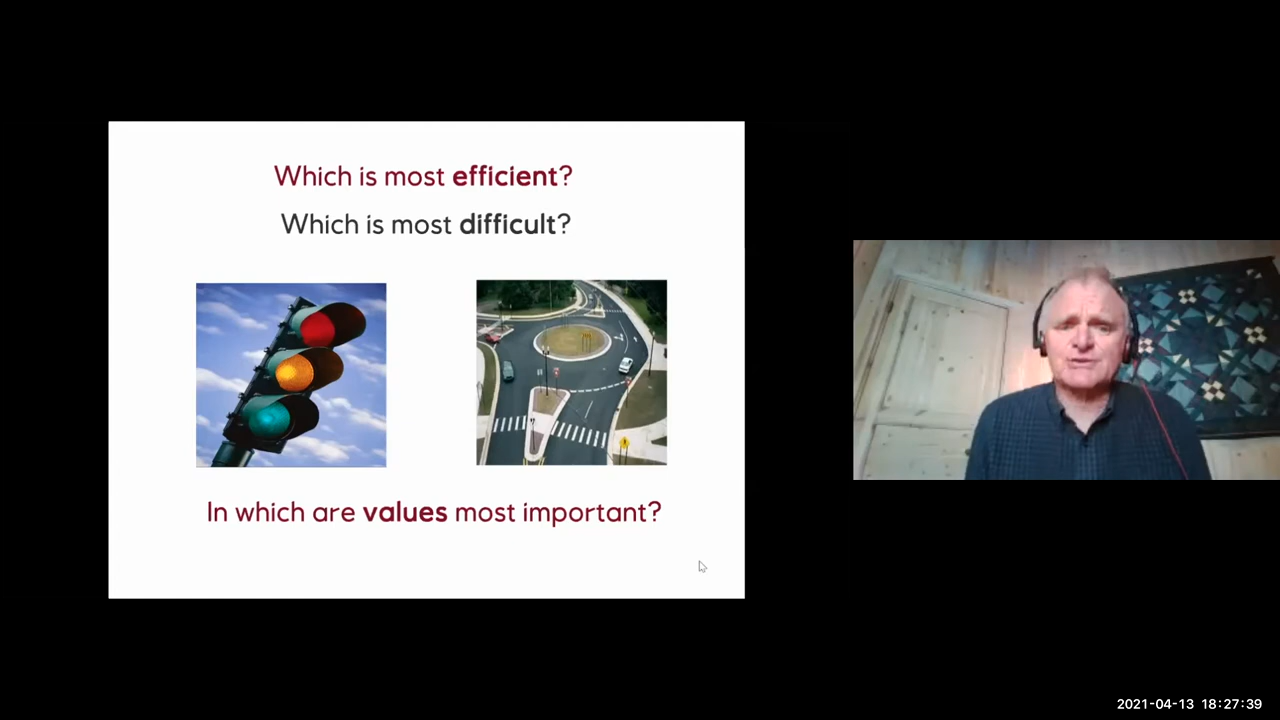 Which is most efficient?
Which is most difficult?
In which are values most important?
2021-04-13 18:27:39